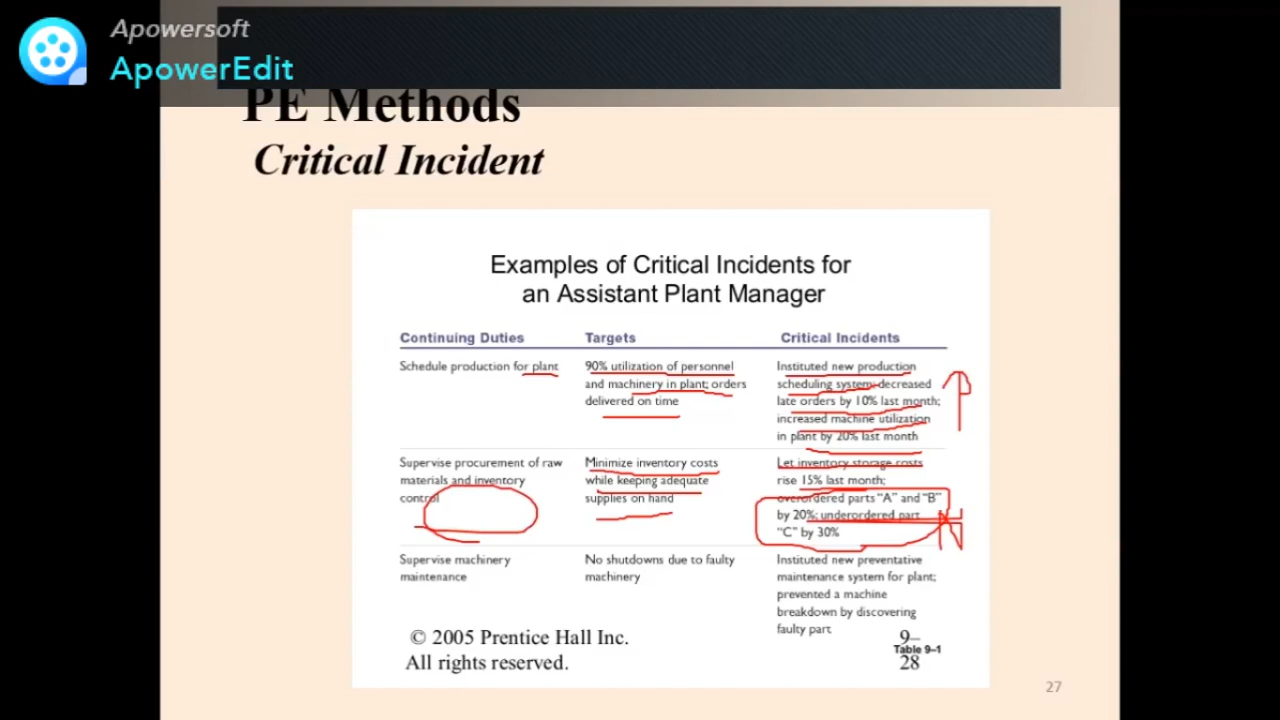 Apowersoft
ApowerEdit
PE Methods
Critical Incident
Examples of Critical Incidents for
an Assistant Plant Manager
Continuing Duties Targets Critical Incidents
Schedule production for plant
90% utilization of personnel
and machinery in plant; orders
delivered on time
Instituted new production
scheduling system; decreased
late orders by 10% last month;
increased machine utilization
in plant by 20% last month
Supervise procurement of raw
materials and inventory
control
Minimize inventory costs
while keeping adequate
supplies on hand
Let inventory storage costs
rise 15% last month;
overordered parts “A” and “B”
by 20%; underordered part
“C” by 30%
Supervise machinery
maintenance
No shutdowns due to faulty
machinery
Instituted new preventative
maintenance system for plant;
prevented a machine
breakdown by discovering
faulty part
© 2005 Prentice Hall Inc.
All rights reserved.
9–
Table 9–1
28
27